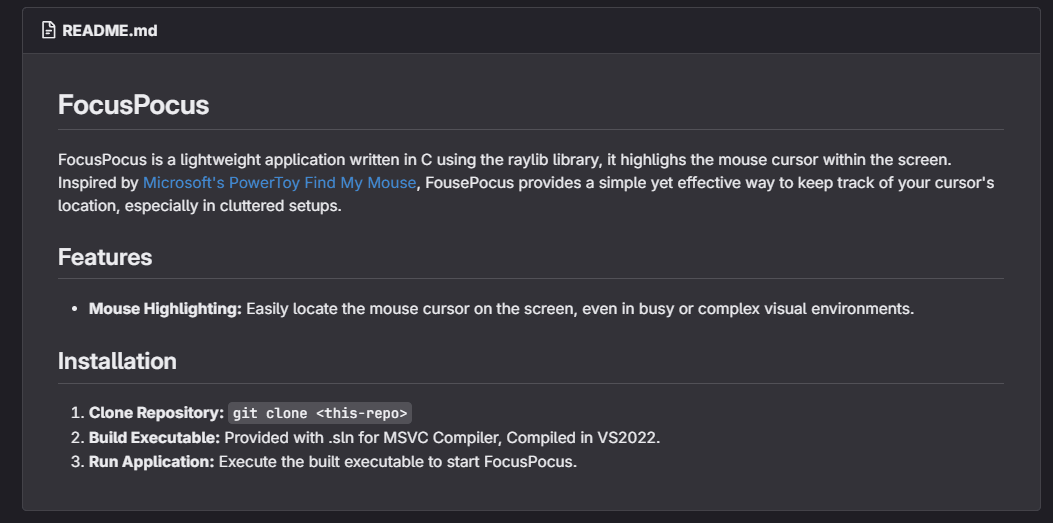 README.md
FocusPocus
FocusPocus is a lightweight application written in C using the raylib library, it highlighs the mouse cursor within the screen.
Inspired by Microsoft's PowerToy Find My Mouse, FousePocus provides a simple yet effective way to keep track of your cursor's
location, especially in cluttered setups.
Features
• Mouse Highlighting: Easily locate the mouse cursor on the screen, even in busy or complex visual environments.
Installation
1. Clone Repository: git clone <this-repo>
2. Build Executable: Provided with .sln for MSVC Compiler, Compiled in VS2022.
3. Run Application: Execute the built executable to start FocusPocus.